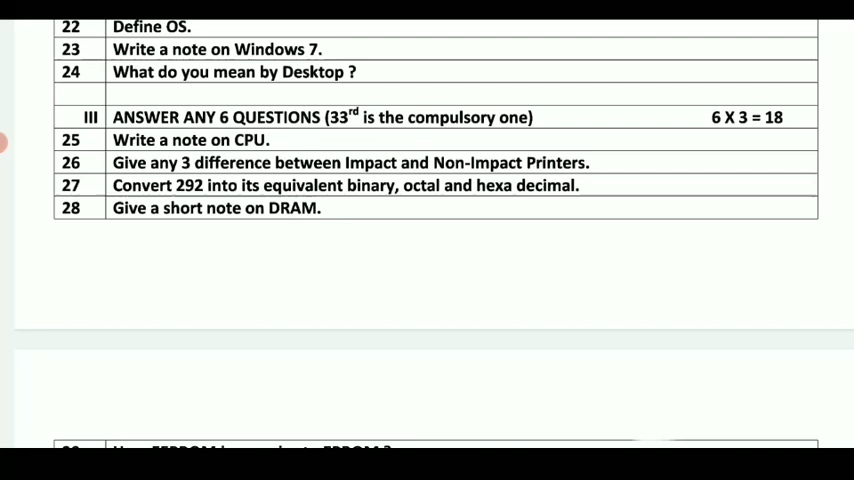 22 Define OS.
23 Write a note on Windows 7.
24 What do you mean by Desktop ?
III ANSWER ANY 6 QUESTIONS (33rd is the compulsory one) 6 X 3 = 18
25 Write a note on CPU.
26 Give any 3 difference between Impact and Non-Impact Printers.
27 Convert 292 into its equivalent binary, octal and hexa decimal.
28 Give a short note on DRAM.